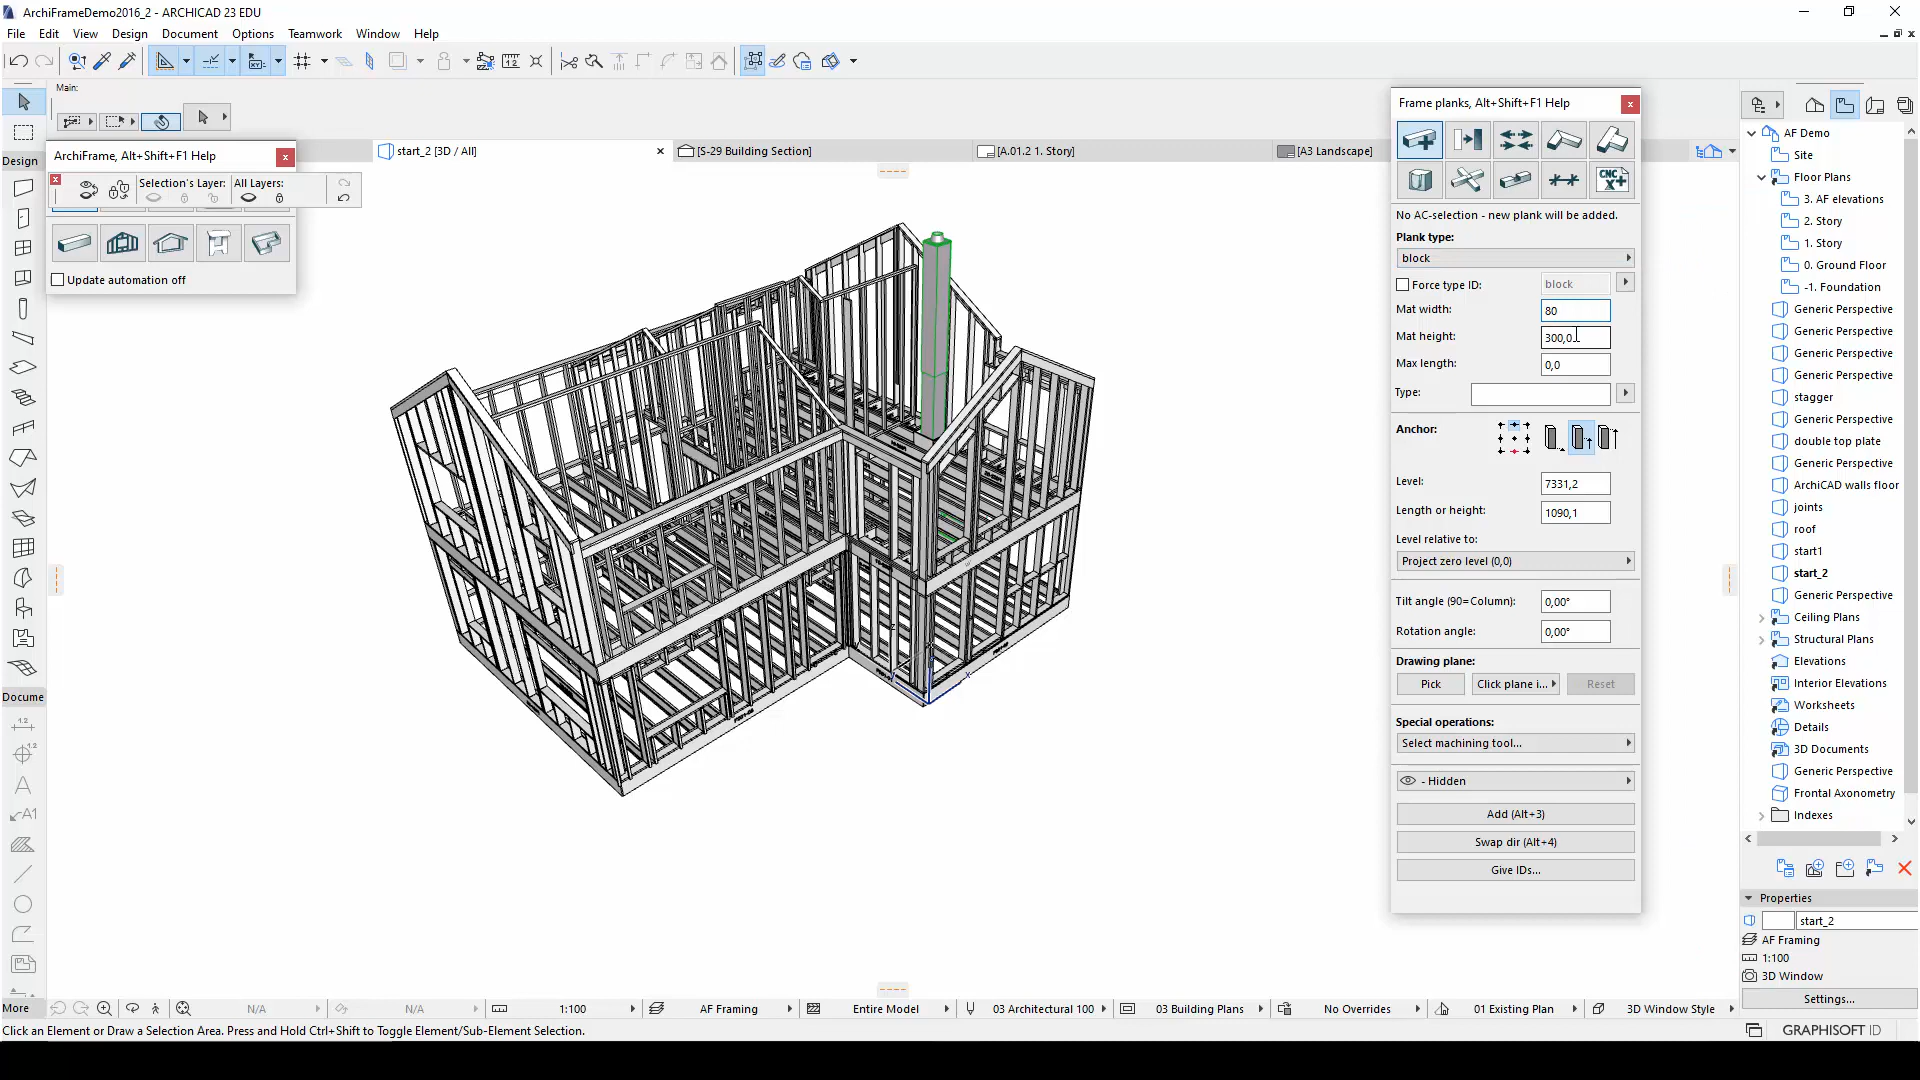 ArchiFrameDemo2016_2 - ARCHICAD 23 EDU
File Edit View Design Document Options Teamwork Window Help
Main:
ArchiFrame, Alt+Shift+F1 Help
Selection's Layer: All Layers:
Update automation off
start_2 [3D / All]
[S-29 Building Section]
[A.01.2 1. Story]
[A3 Landscape]
Design
Docume
More
Frame planks, Alt+Shift+F1 Help
No AC-selection - new plank will be added.
Plank type:
block
Force type ID: block
Mat width: 80
Mat height: 300,0
Max length: 0,0
Type:
Anchor:
Level: 7331,2
Length or height: 1090,1
Level relative to:
Project zero level (0,0)
Tilt angle (90=Column): 0,00°
Rotation angle: 0,00°
Drawing plane:
Pick Click plane i... Reset
Special operations:
Select machining tool...
- Hidden
Add (Alt+3)
Swap dir (Alt+4)
Give IDs...
AF Demo
Site
Floor Plans
3. AF elevations
2. Story
1. Story
0. Ground Floor
-1. Foundation
Generic Perspective
Generic Perspective
Generic Perspective
Generic Perspective
stagger
Generic Perspective
double top plate
Generic Perspective
ArchiCAD walls floor
joints
roof
start1
start_2
Generic Perspective
Ceiling Plans
Structural Plans
Elevations
Interior Elevations
Worksheets
Details
3D Documents
Generic Perspective
Frontal Axonometry
Indexes
Properties
start_2
AF Framing
1:100
3D Window
Settings...
N/A N/A 1:100 AF Framing Entire Model 03 Architectural 100 03 Building Plans No Overrides 01 Existing Plan 3D Window Style
Click an Element or Draw a Selection Area. Press and Hold Ctrl+Shift to Toggle Element/Sub-Element Selection.
GRAPHISOFT ID